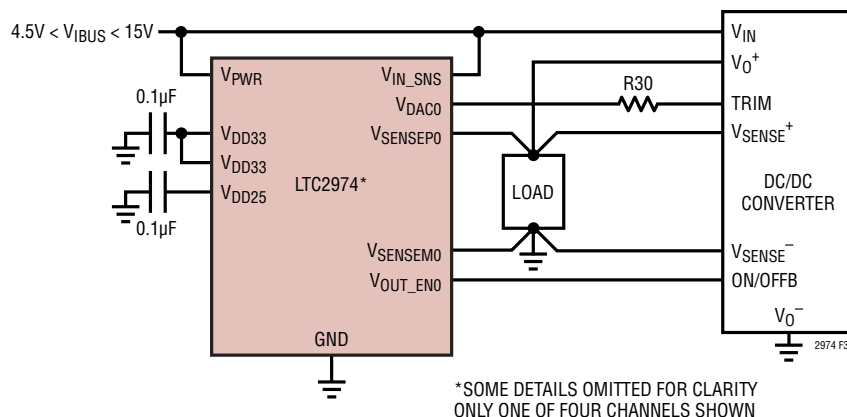 4.5V < VIBUS < 15V
VIN
VO+
VPWR
VIN_SNS
R30
0.1µF
VDAC0
TRIM
VDD33
VSENSEP0
VSENSE+
VDD33
LTC2974*
LOAD
DC/DC
CONVERTER
VDD25
0.1µF
VSENSEM0
VSENSE–
VOUT_EN0
ON/OFFB
GND
VO–
2974 F3
*SOME DETAILS OMITTED FOR CLARITY
ONLY ONE OF FOUR CHANNELS SHOWN